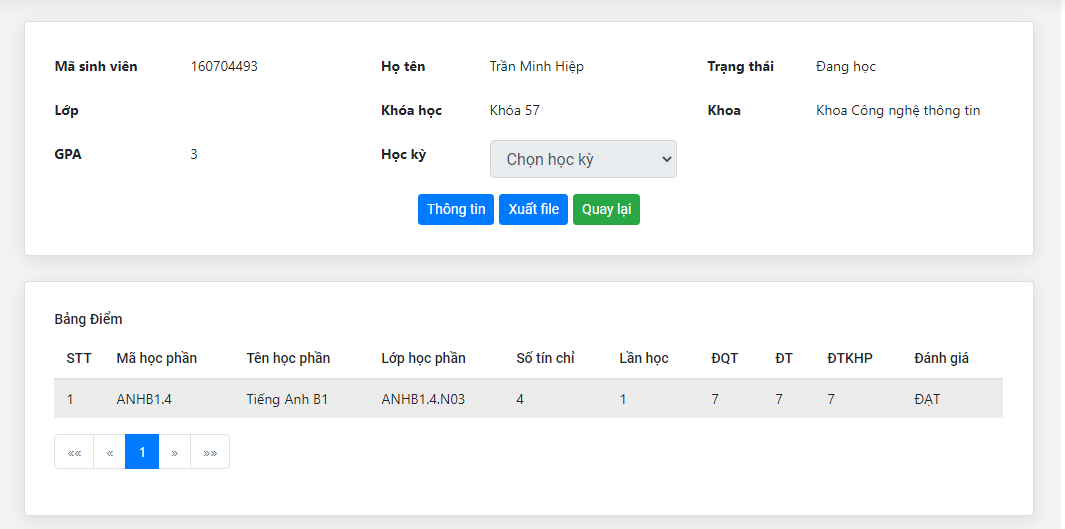 Mã sinh viên 160704493 Họ tên Trần Minh Hiệp Trạng thái Đang học
Lớp Khóa học Khóa 57 Khoa Khoa Công nghệ thông tin
GPA 3 Học kỳ Chọn học kỳ
Thông tin Xuất file Quay lại
Bảng Điểm
STT Mã học phần Tên học phần Lớp học phần Số tín chỉ Lần học ĐQT ĐT ĐTKHP Đánh giá
1 ANHB1.4 Tiếng Anh B1 ANHB1.4.N03 4 1 7 7 7 ĐẠT
«« « 1 » »»